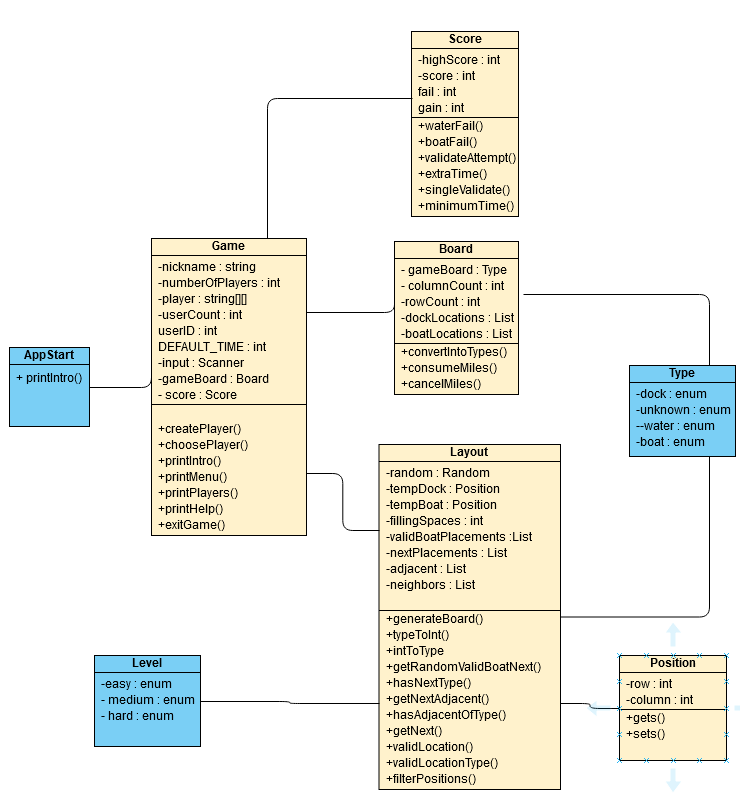 Score
-highScore : int
-score : int
fail : int
gain : int
+waterFail()
+boatFail()
+validateAttempt()
+extraTime()
+singleValidate()
+minimumTime()
Game
-nickname : string
-numberOfPlayers : int
-player : string[][]
-userCount : int
userID : int
DEFAULT_TIME : int
-input : Scanner
-gameBoard : Board
- score : Score
+createPlayer()
+choosePlayer()
+printIntro()
+printMenu()
+printPlayers()
+printHelp()
+exitGame()
Board
- gameBoard : Type
- columnCount : int
-rowCount : int
-dockLocations : List
-boatLocations : List
+convertIntoTypes()
+consumeMiles()
+cancelMiles()
AppStart
+ printIntro()
Type
-dock : enum
-unknown : enum
--water : enum
-boat : enum
Layout
-random : Random
-tempDock : Position
-tempBoat : Position
-fillingSpaces : int
-validBoatPlacements :List
-nextPlacements : List
-adjacent : List
-neighbors : List
+generateBoard()
+typeToInt()
+intToType
+getRandomValidBoatNext()
+hasNextType()
+getNextAdjacent()
+hasAdjacentOfType()
+getNext()
+validLocation()
+validLocationType()
+filterPositions()
Level
-easy : enum
- medium : enum
- hard : enum
Position
-row : int
-column : int
+gets()
+sets()